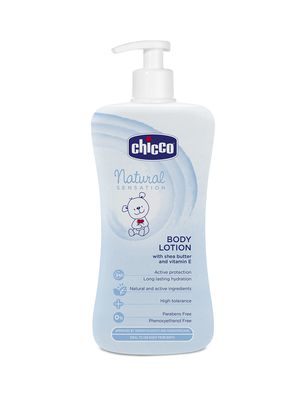 chicco
Natural
SENSATION
BODY
LOTION
with shea butter
and vitamin E
Active protection
Long lasting hydration
Natural and active ingredients
High tolerance
0%
Parabens Free
Phenoxyethanol Free